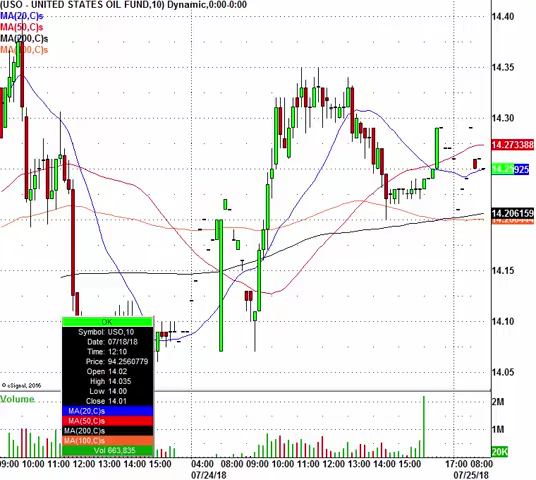 (USO - UNITED STATES OIL FUND,10) Dynamic,0:00-0:00
MA(20,C)s
MA(50,C)s
MA(200,C)s
MA(100,C)s
14.40
14.30
14.273388
14.206159
14.15
14.10
14.05
OK
Symbol: USO,10
Date: 07/18/18
Time: 12:10
Price: 94.2560779
Open 14.02
High 14.035
Low 14.00
Close 14.01
MA(20,C)s
MA(50,C)s
MA(200,C)s
MA(100,C)s
Vol 663,835
© eSignal, 2016
Volume
2M
1M
20K
09:00 10:00 11:00 12:00 13:00 14:00 15:00 04:00 08:00 09:00 10:00 11:00 12:00 13:00 14:00 15:00 17:00 08:00
07/24/18 07/25/18